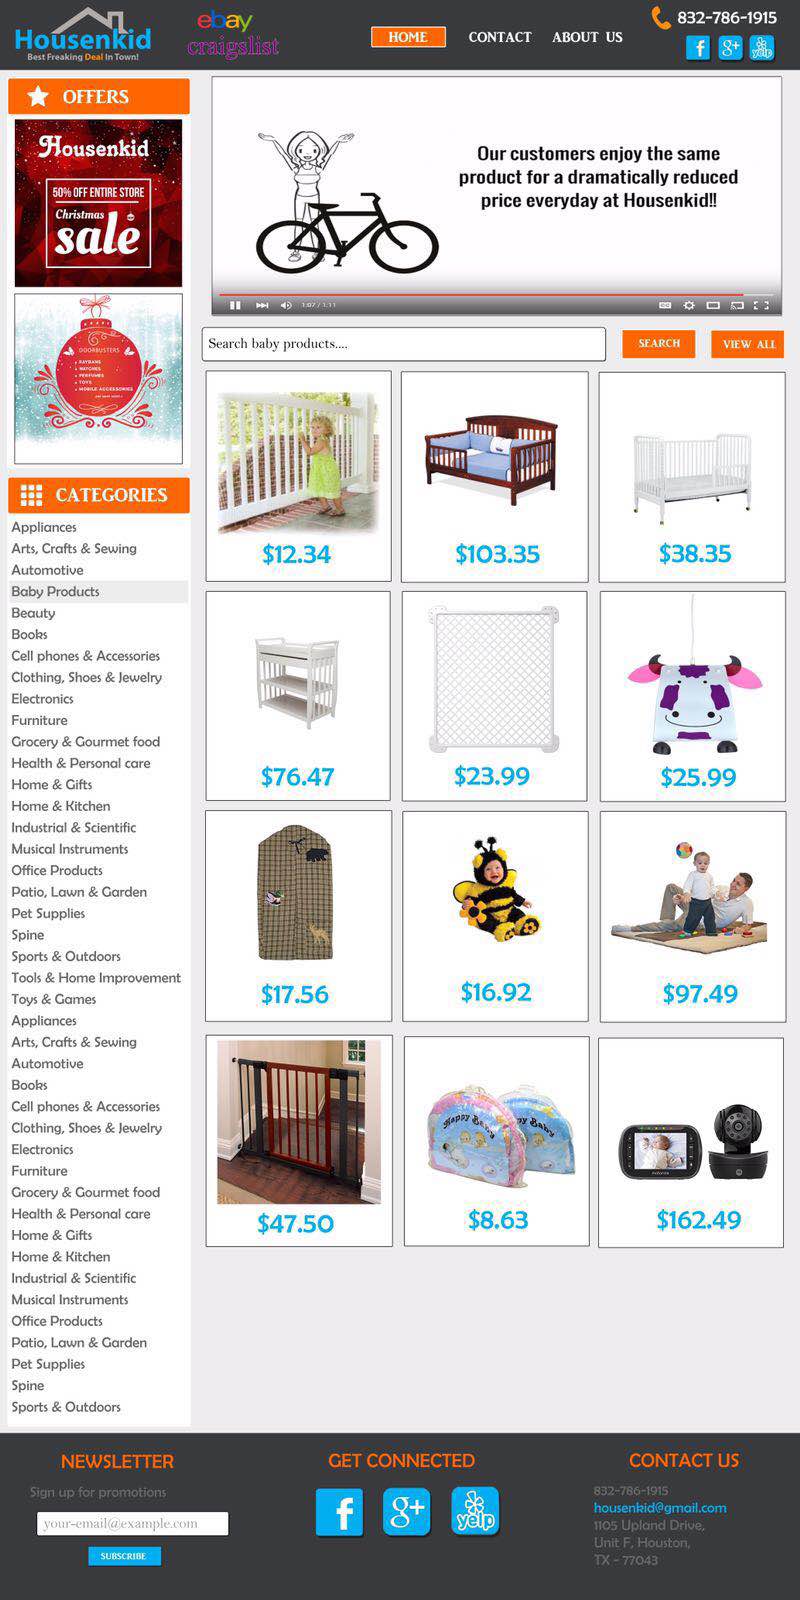 Housenkid
Best Freaking Deal In Town!
ebay
craigslist
HOME
CONTACT
ABOUT US
832-786-1915
f
g+
yelp
OFFERS
Housenkid
50% OFF ENTIRE STORE
Christmas
sale
DOORBUSTERS
RAYBANS
WATCHES
PERFUMES
TOYS
MOBILE ACCESSORIES
Our customers enjoy the same
product for a dramatically reduced
price everyday at Housenkid!!
1:07 / 1:11
Search baby products....
SEARCH
VIEW ALL
$12.34
$103.35
$38.35
$76.47
$23.99
$25.99
$17.56
$16.92
$97.49
$47.50
Happy Baby
Happy Baby
$8.63
$162.49
CATEGORIES
Appliances
Arts, Crafts & Sewing
Automotive
Baby Products
Beauty
Books
Cell phones & Accessories
Clothing, Shoes & Jewelry
Electronics
Furniture
Grocery & Gourmet food
Health & Personal care
Home & Gifts
Home & Kitchen
Industrial & Scientific
Musical Instruments
Office Products
Patio, Lawn & Garden
Pet Supplies
Spine
Sports & Outdoors
Tools & Home Improvement
Toys & Games
Appliances
Arts, Crafts & Sewing
Automotive
Books
Cell phones & Accessories
Clothing, Shoes & Jewelry
Electronics
Furniture
Grocery & Gourmet food
Health & Personal care
Home & Gifts
Home & Kitchen
Industrial & Scientific
Musical Instruments
Office Products
Patio, Lawn & Garden
Pet Supplies
Spine
Sports & Outdoors
NEWSLETTER
Sign up for promotions
your-email@example.com
SUBSCRIBE
GET CONNECTED
f
g+
yelp
CONTACT US
832-786-1915
housenkid@gmail.com
1105 Upland Drive,
Unit F, Houston,
TX - 77043